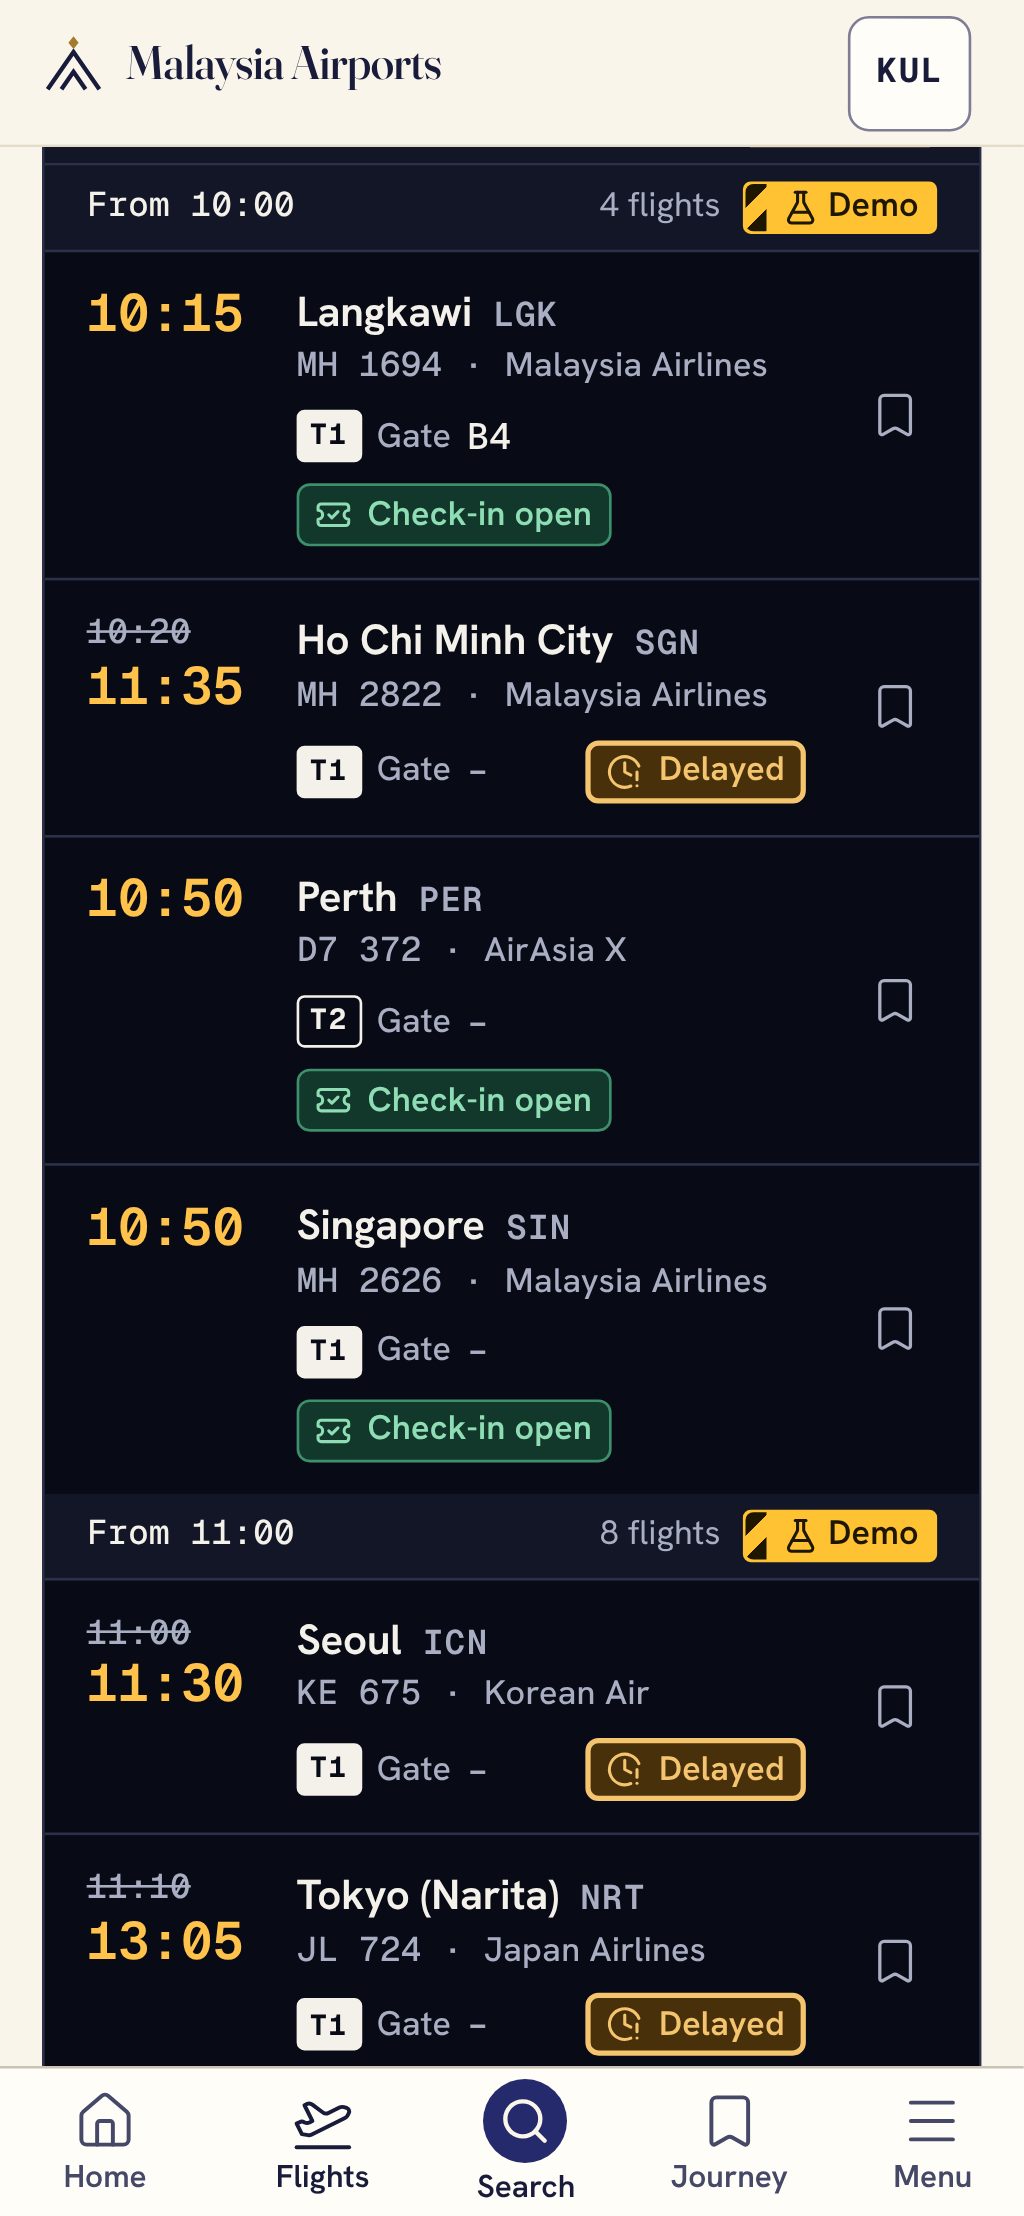 Malaysia Airports
KUL
From 10:00 4 flights Demo
10:15 Langkawi LGK
MH 1694 · Malaysia Airlines
T1 Gate B4
Check-in open
10:20 Ho Chi Minh City SGN
11:35 MH 2822 · Malaysia Airlines
T1 Gate – Delayed
10:50 Perth PER
D7 372 · AirAsia X
T2 Gate –
Check-in open
10:50 Singapore SIN
MH 2626 · Malaysia Airlines
T1 Gate –
Check-in open
From 11:00 8 flights Demo
11:00 Seoul ICN
11:30 KE 675 · Korean Air
T1 Gate – Delayed
11:10 Tokyo (Narita) NRT
13:05 JL 724 · Japan Airlines
T1 Gate – Delayed
Home Flights Search Journey Menu